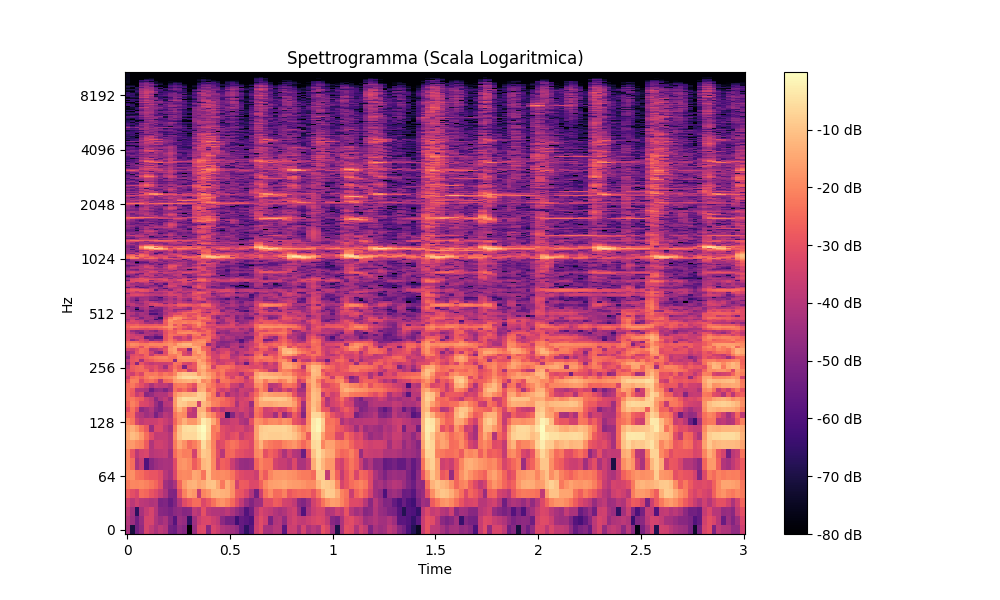 Spettrogramma (Scala Logaritmica)
8192
4096
2048
1024
512
256
128
64
0
Hz
0 0.5 1 1.5 2 2.5 3
Time
-10 dB
-20 dB
-30 dB
-40 dB
-50 dB
-60 dB
-70 dB
-80 dB